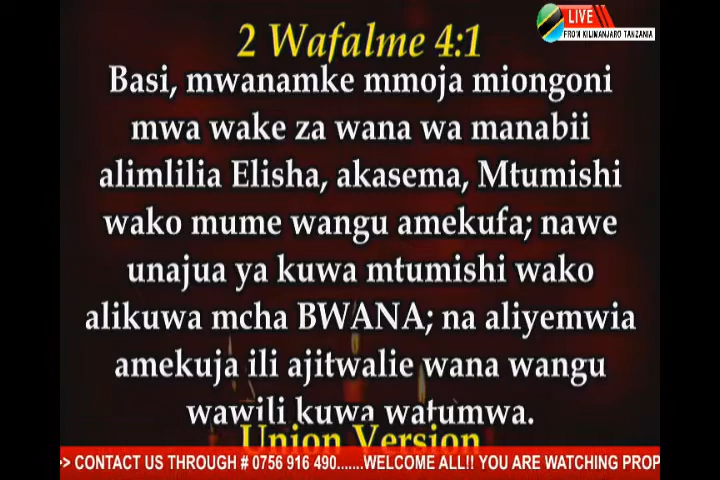 LIVE
FROM KILIMANJARO TANZANIA
2 Wafalme 4:1
Basi, mwanamke mmoja miongoni
mwa wake za wana wa manabii
alimlilia Elisha, akasema, Mtumishi
wako mume wangu amekufa; nawe
unajua ya kuwa mtumishi wako
alikuwa mcha BWANA; na aliyemwia
amekuja ili ajitwalie wana wangu
wawili kuwa watumwa.
Union Version
> CONTACT US THROUGH # 0756 916 490.......WELCOME ALL!! YOU ARE WATCHING PROP